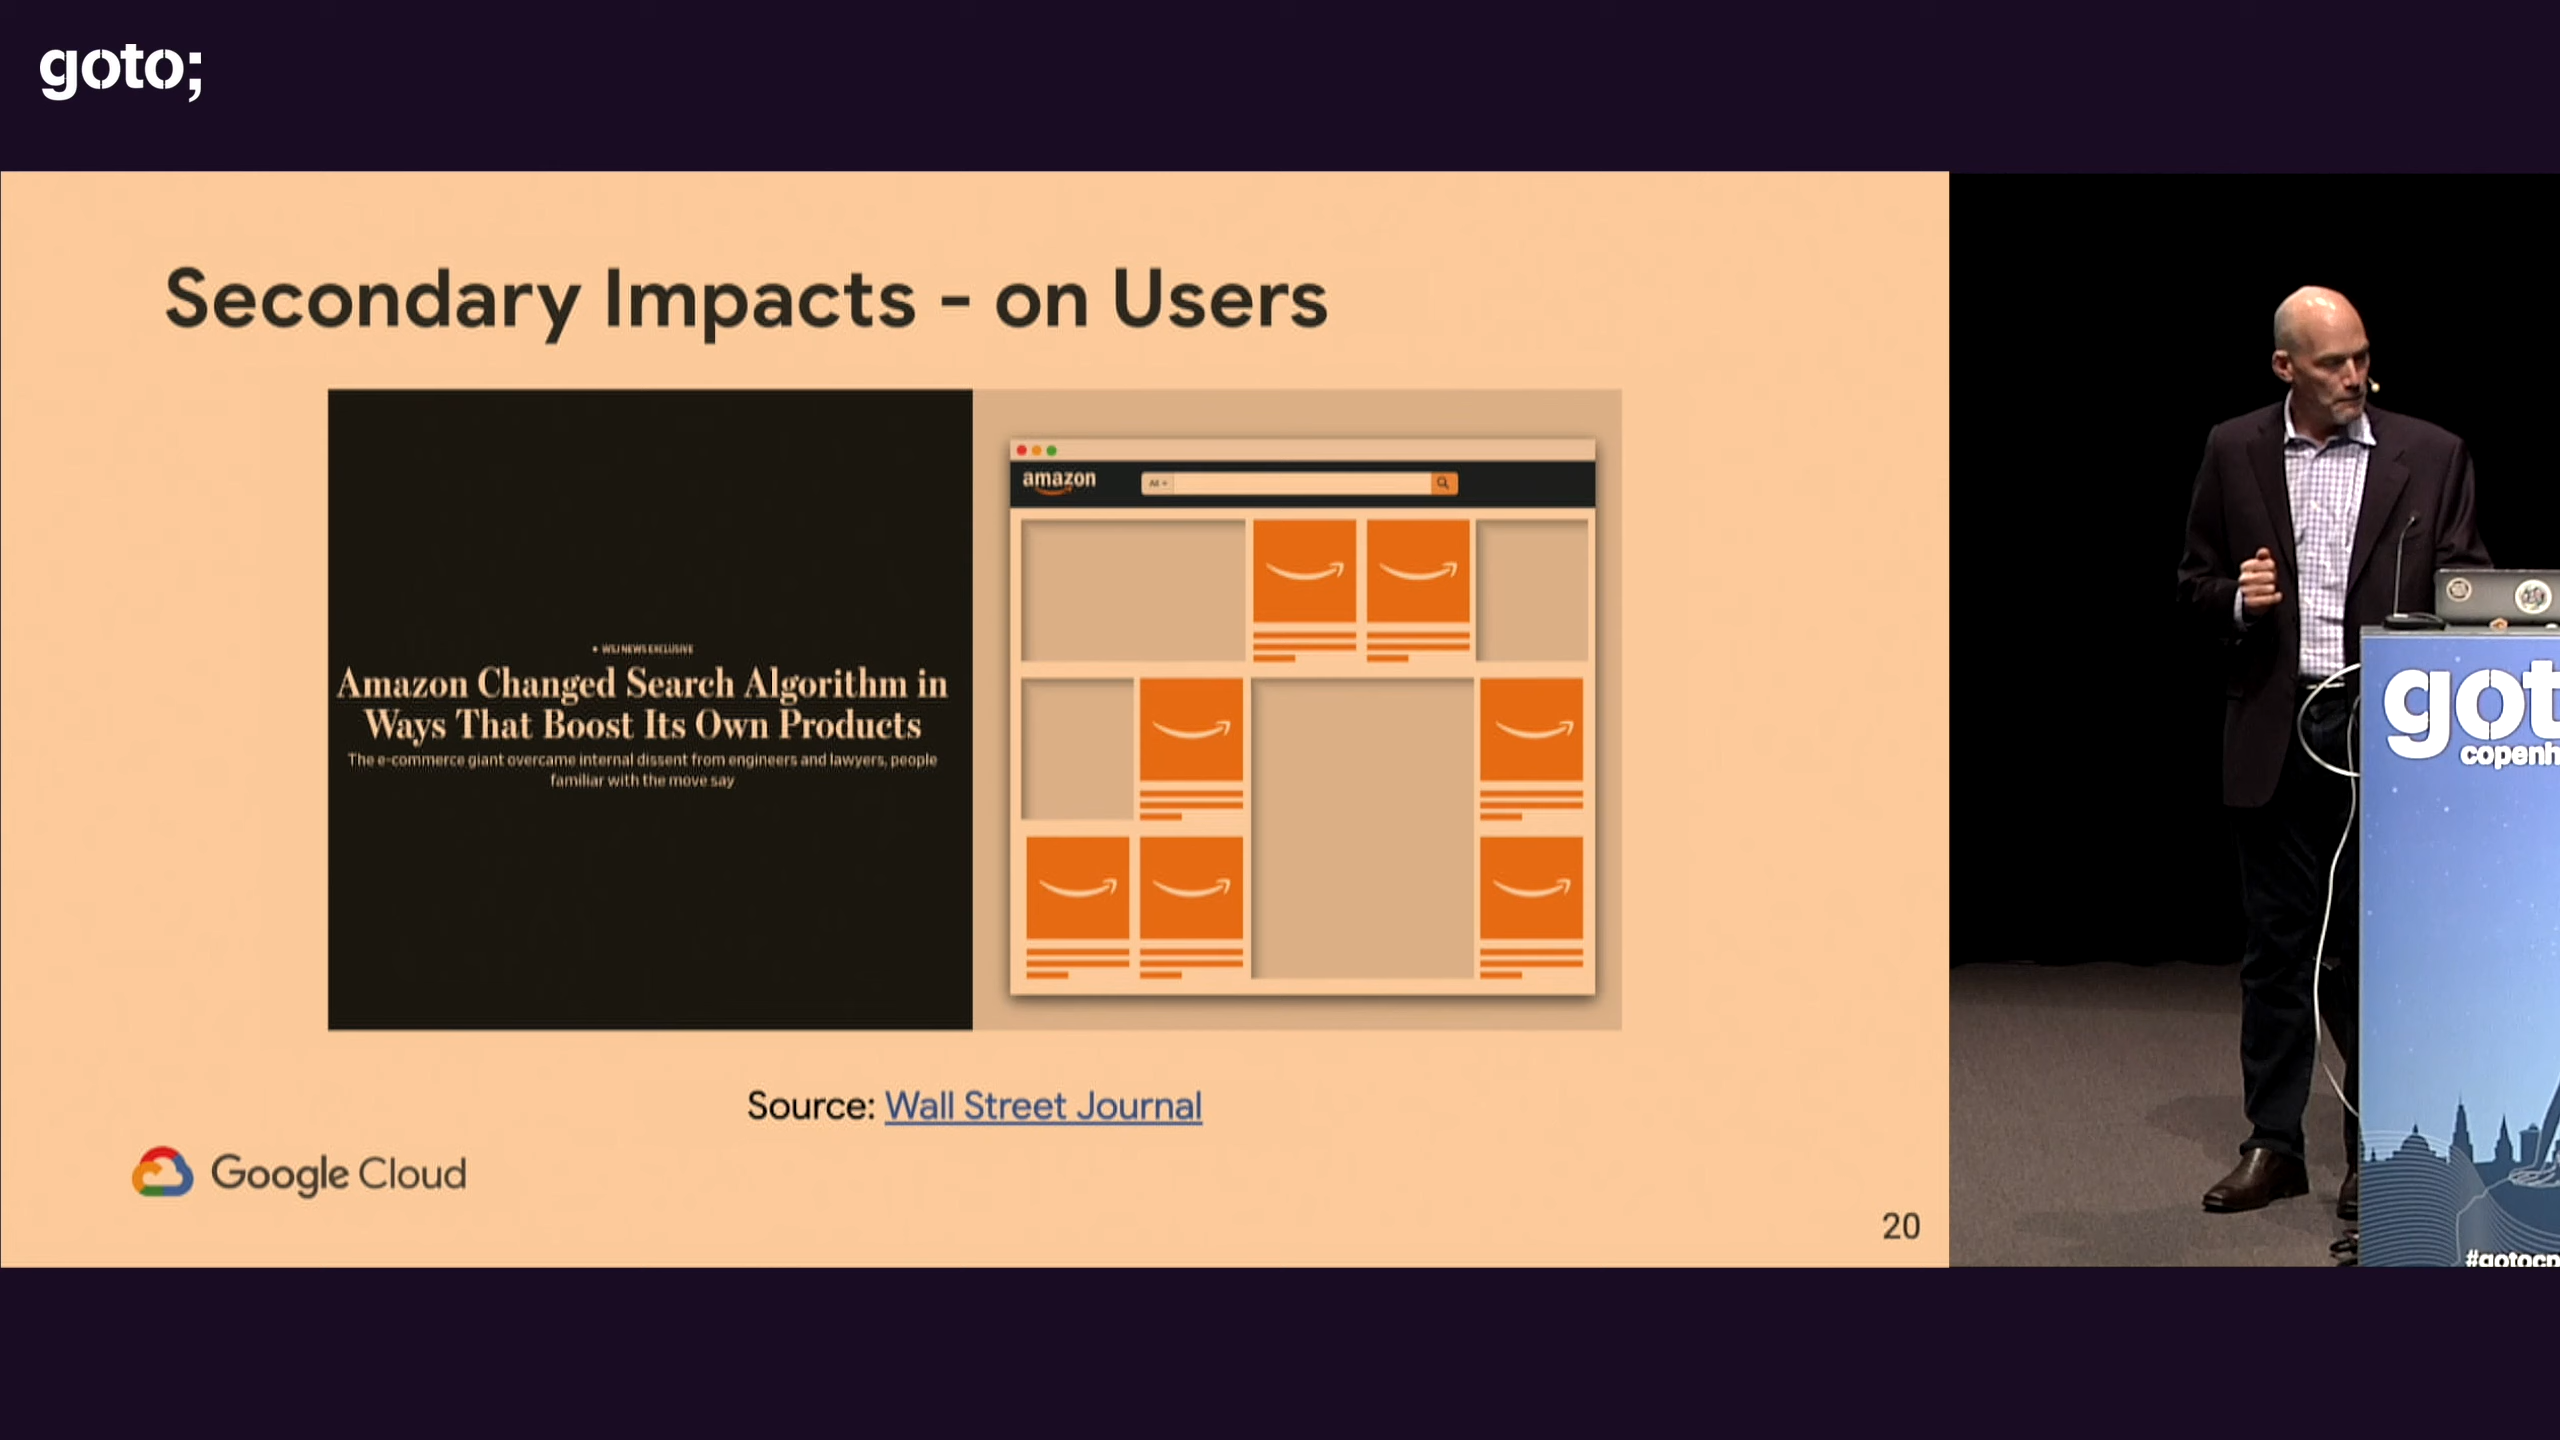 goto;
Secondary Impacts - on Users
• WSJ NEWS EXCLUSIVE
Amazon Changed Search Algorithm in
Ways That Boost Its Own Products
The e-commerce giant overcame internal dissent from engineers and lawyers, people
familiar with the move say
amazon
All
Source: Wall Street Journal
Google Cloud
20
got
copenh
#gotocp